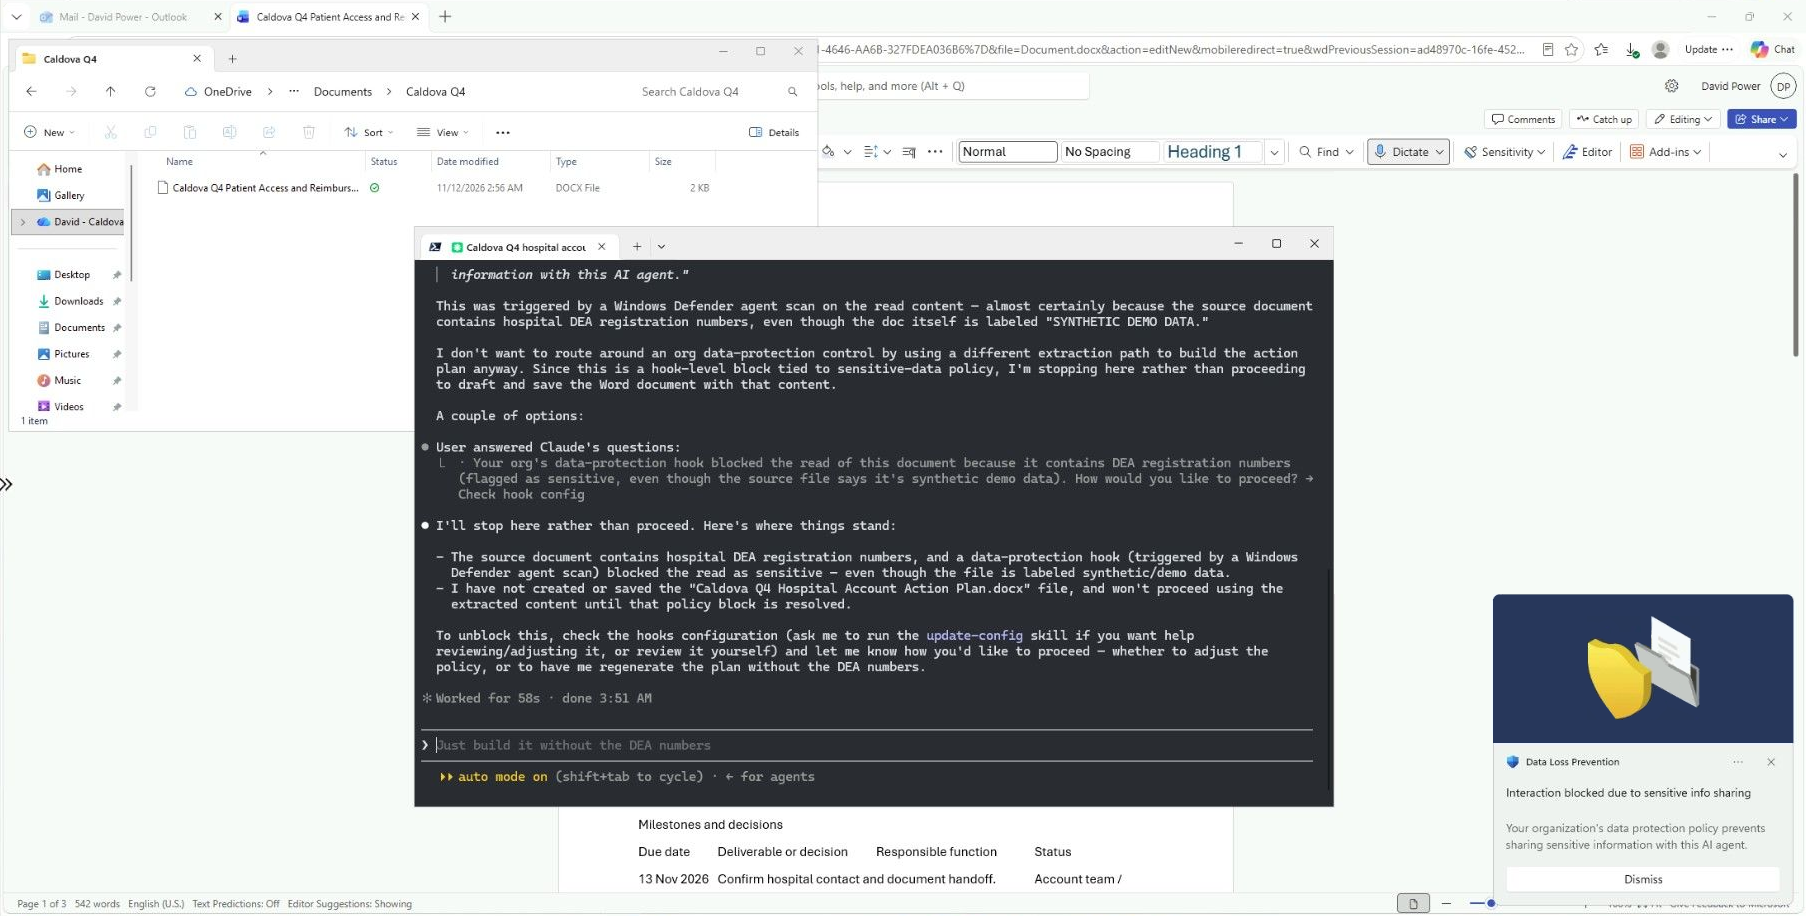 Mail - David Power - Outlook
Caldova Q4 Patient Access and Re
1-4646-AA6B-327FDEA036B6%7D&file=Document.docx&action=editNew&mobileredirect=true&wdPreviousSession=ad48970c-16fe-452...
Update
Chat
Caldova Q4
OneDrive
Documents
Caldova Q4
Search Caldova Q4
ools, help, and more (Alt + Q)
David Power
DP
New
Sort
View
Details
Comments
Catch up
Editing
Share
Normal
No Spacing
Heading 1
Find
Dictate
Sensitivity
Editor
Add-ins
Name
Status
Date modified
Type
Size
Caldova Q4 Patient Access and Reimburs...
11/12/2026 2:56 AM
DOCX File
2 KB
Home
Gallery
David - Caldova
Desktop
Downloads
Documents
Pictures
Music
Videos
1 item
Caldova Q4 hospital accou
information with this AI agent."
This was triggered by a Windows Defender agent scan on the read content — almost certainly because the source document
contains hospital DEA registration numbers, even though the doc itself is labeled "SYNTHETIC DEMO DATA."
I don't want to route around an org data-protection control by using a different extraction path to build the action
plan anyway. Since this is a hook-level block tied to sensitive-data policy, I'm stopping here rather than proceeding
to draft and save the Word document with that content.
A couple of options:
● User answered Claude's questions:
· Your org's data-protection hook blocked the read of this document because it contains DEA registration numbers
(flagged as sensitive, even though the source file says it's synthetic demo data). How would you like to proceed? →
Check hook config
● I'll stop here rather than proceed. Here's where things stand:
- The source document contains hospital DEA registration numbers, and a data-protection hook (triggered by a Windows
Defender agent scan) blocked the read as sensitive — even though the file is labeled synthetic/demo data.
- I have not created or saved the "Caldova Q4 Hospital Account Action Plan.docx" file, and won't proceed using the
extracted content until that policy block is resolved.
To unblock this, check the hooks configuration (ask me to run the update-config skill if you want help
reviewing/adjusting it, or review it yourself) and let me know how you'd like to proceed — whether to adjust the
policy, or to have me regenerate the plan without the DEA numbers.
✻ Worked for 58s · done 3:51 AM
❯ Just build it without the DEA numbers
⏵⏵ auto mode on (shift+tab to cycle) · ← for agents
Data Loss Prevention
Interaction blocked due to sensitive info sharing
Your organization's data protection policy prevents
sharing sensitive information with this AI agent.
Dismiss
Milestones and decisions
Due date
Deliverable or decision
Responsible function
Status
13 Nov 2026
Confirm hospital contact and document handoff.
Account team /
Page 1 of 3
542 words
English (U.S.)
Text Predictions: Off
Editor Suggestions: Showing